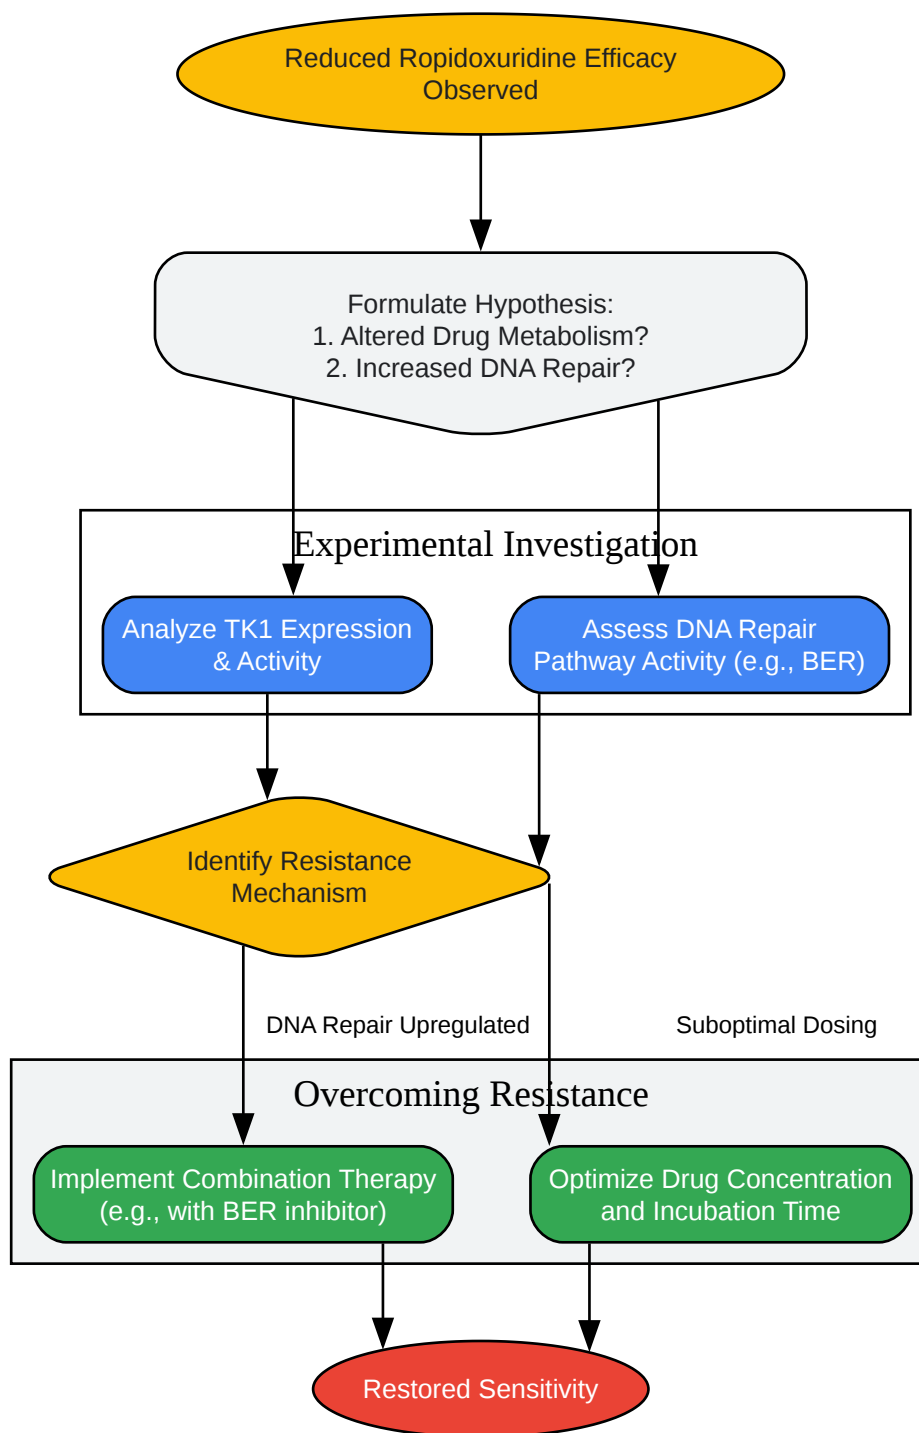 Reduced Ropidoxuridine Efficacy
Observed
Formulate Hypothesis:
1. Altered Drug Metabolism?
2. Increased DNA Repair?
Experimental Investigation
Analyze TK1 Expression
& Activity
Assess DNA Repair
Pathway Activity (e.g., BER)
Identify Resistance
Mechanism
DNA Repair Upregulated
Suboptimal Dosing
Overcoming Resistance
Implement Combination Therapy
(e.g., with BER inhibitor)
Optimize Drug Concentration
and Incubation Time
Restored Sensitivity